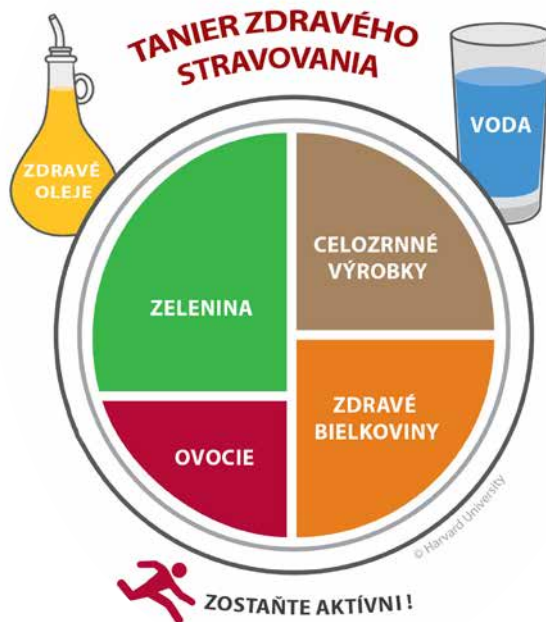 TANIER ZDRAVÉHO
STRAVOVANIA
ZDRAVÉ
OLEJE
VODA
ZELENINA
CELOZRNNÉ
VÝROBKY
OVOCIE
ZDRAVÉ
BIELKOVINY
© Harvard University
ZOSTAŇTE AKTÍVNI !